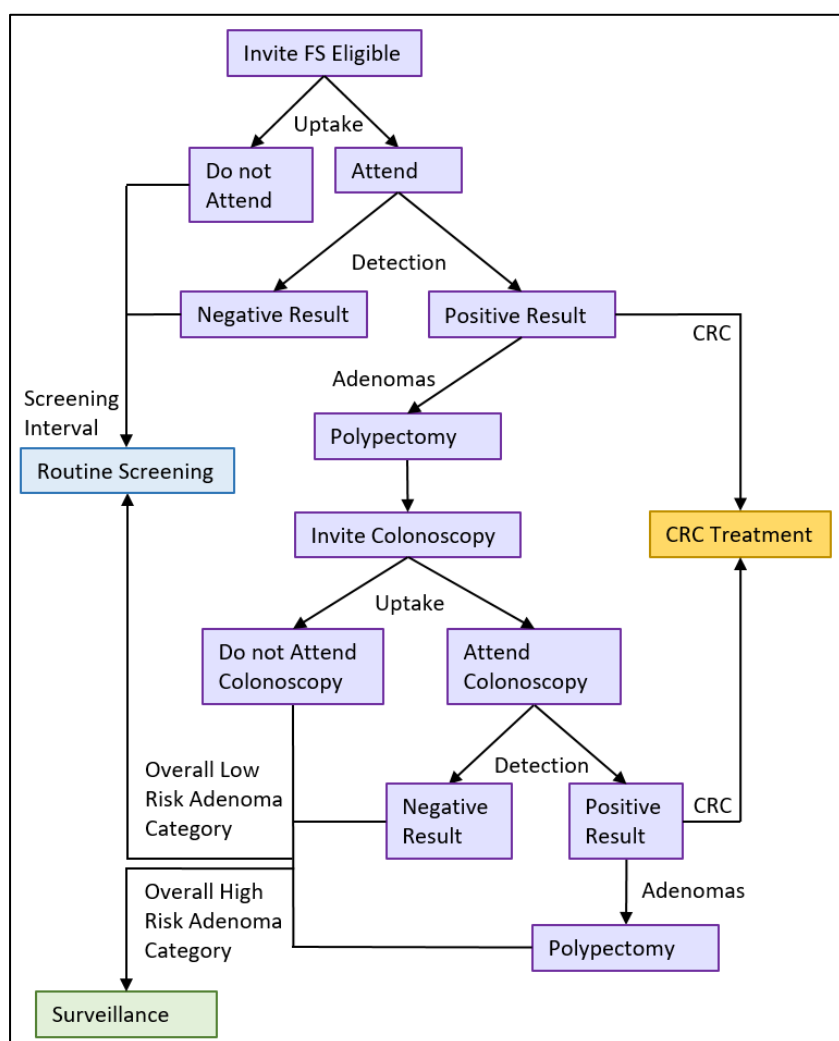 Invite FS Eligible
Uptake
Do not
Attend
Attend
Detection
Negative Result
Positive Result
CRC
Adenomas
Screening
Interval
Polypectomy
Routine Screening
Invite Colonoscopy
CRC Treatment
Uptake
Do not Attend
Colonoscopy
Attend
Colonoscopy
Overall Low
Risk Adenoma
Category
Detection
Negative
Result
Positive
Result
CRC
Overall High
Risk Adenoma
Category
Adenomas
Polypectomy
Surveillance